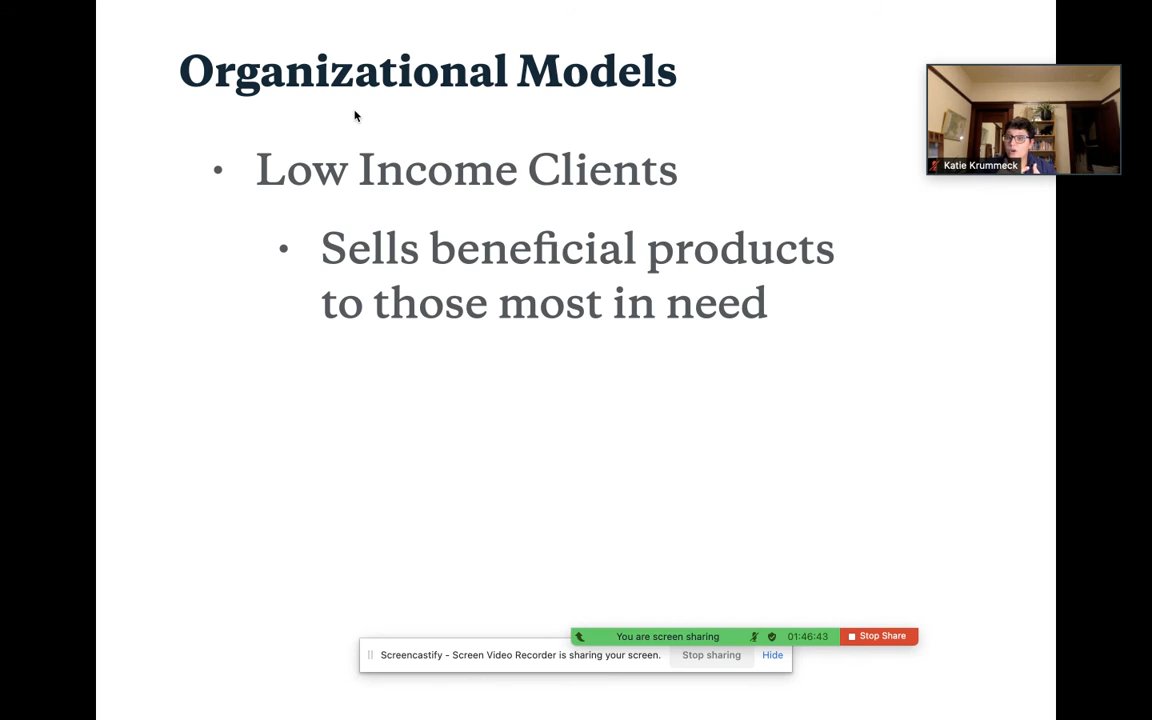 Organizational Models
• Low Income Clients
• Sells beneficial products
to those most in need
Katie Krummeck
You are screen sharing 01:46:43 Stop Share
Screencastify - Screen Video Recorder is sharing your screen. Stop sharing Hide